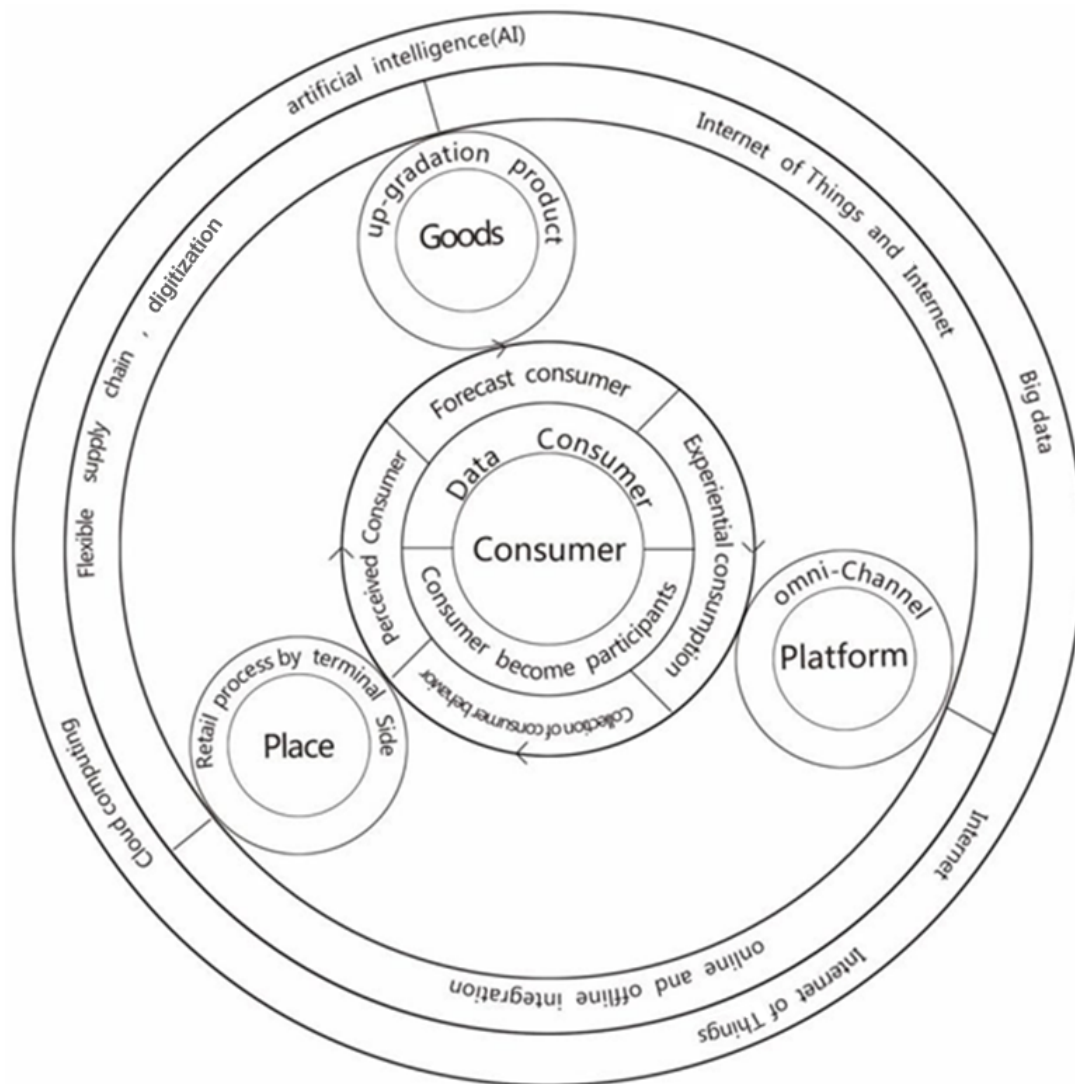 artificial intelligence(AI)
Big data
Internet
Internet of Things
Cloud computing
Flexible supply chain , digitization
Internet of Things and Internet
online and offline integration
up-gradation product
Goods
omni-Channel
Platform
Retail process by terminal Side
Place
Forecast consumer
Experiential consumption
Collection of consumer behavior
perceived Consumer
Data Consumer
Consumer become participants
Consumer